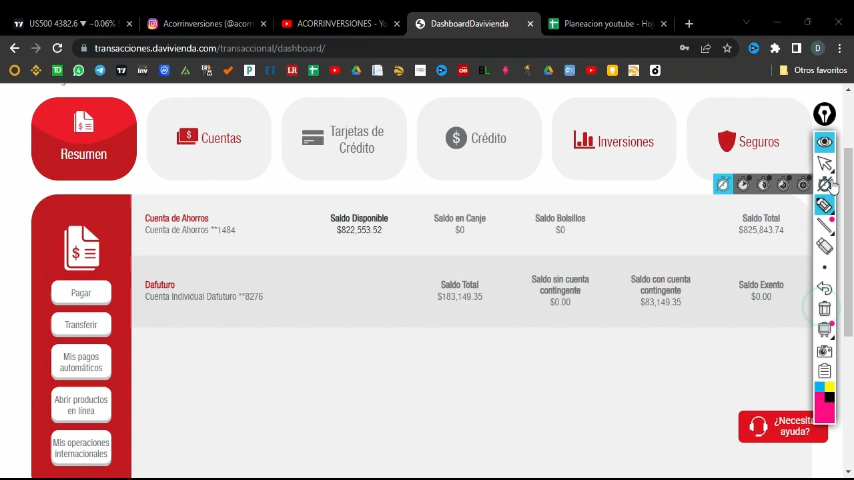 US500 4382.6 ▼ −0.06%
Acorrinversiones (@acorr
ACORRINVERSIONES - Yo
DashboardDavivienda
Planeacion youtube - Hoj
transacciones.davivienda.com/transaccional/dashboard/
Otros favoritos
Resumen
Cuentas
Tarjetas de
Crédito
Crédito
Inversiones
Seguros
Cuenta de Ahorros
Cuenta de Ahorros **1484
Saldo Disponible
$822,553.52
Saldo en Canje
$0
Saldo Bolsillos
$0
Saldo Total
$825,843.74
Dafuturo
Cuenta Individual Dafuturo **8276
Saldo Total
$183,149.35
Saldo sin cuenta
contingente
$0.00
Saldo con cuenta
contingente
$83,149.35
Saldo Exento
$0.00
Pagar
Transferir
Mis pagos
automáticos
Abrir productos
en línea
Mis operaciones
internacionales
¿Necesita
ayuda?